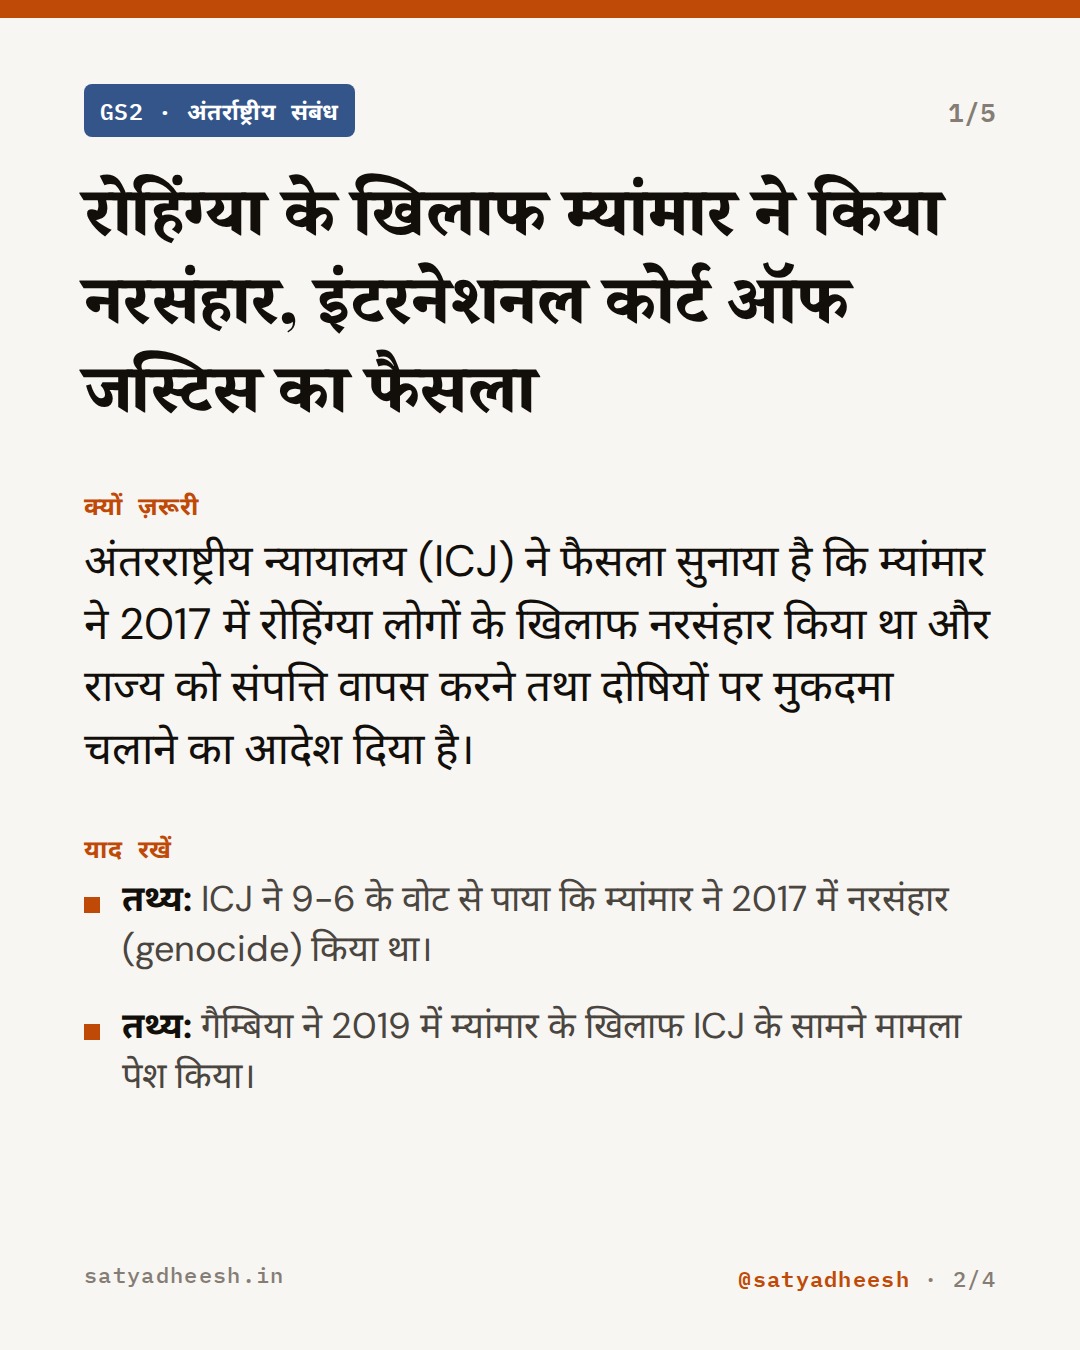 GS2 · अंतर्राष्ट्रीय संबंध
1/5
रोहिंग्या के खिलाफ म्यांमार ने किया
नरसंहार, इंटरनेशनल कोर्ट ऑफ
जस्टिस का फैसला
क्यों ज़रूरी
अंतरराष्ट्रीय न्यायालय (ICJ) ने फैसला सुनाया है कि म्यांमार
ने 2017 में रोहिंग्या लोगों के खिलाफ नरसंहार किया था और
राज्य को संपत्ति वापस करने तथा दोषियों पर मुकदमा
चलाने का आदेश दिया है।
याद रखें
तथ्य: ICJ ने 9-6 के वोट से पाया कि म्यांमार ने 2017 में नरसंहार
(genocide) किया था।
तथ्य: गैम्बिया ने 2019 में म्यांमार के खिलाफ ICJ के सामने मामला
पेश किया।
satyadheesh.in
@satyadheesh · 2/4